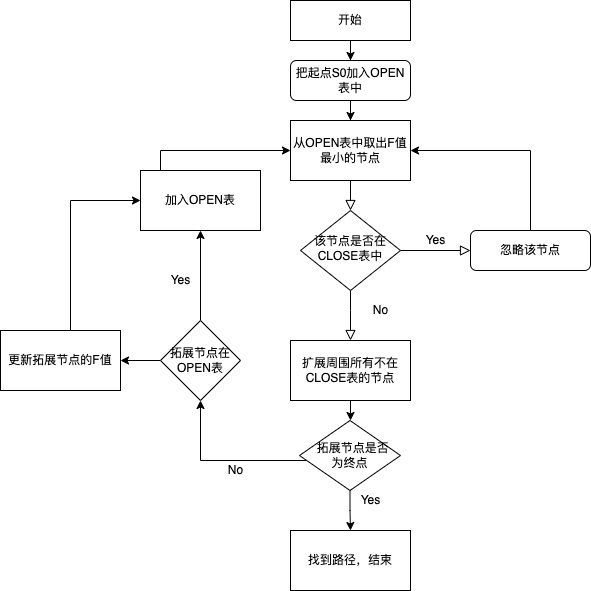 开始
把起点S0加入OPEN
表中
从OPEN表中取出F值
最小的节点
加入OPEN表
该节点是否在
CLOSE表中
Yes
忽略该节点
No
Yes
扩展周围所有不在
CLOSE表的节点
更新拓展节点的F值
拓展节点在
OPEN表
拓展节点是否
为终点
No
Yes
找到路径，结束